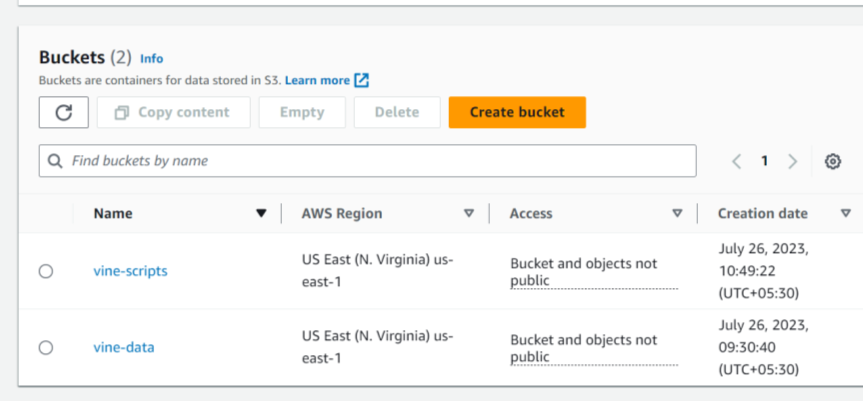 Buckets (2) Info
Buckets are containers for data stored in S3. Learn more
Copy content Empty Delete Create bucket
Find buckets by name 1
Name AWS Region Access Creation date
vine-scripts
US East (N. Virginia) us-
east-1
Bucket and objects not
public
July 26, 2023,
10:49:22
(UTC+05:30)
vine-data
US East (N. Virginia) us-
east-1
Bucket and objects not
public
July 26, 2023,
09:30:40
(UTC+05:30)